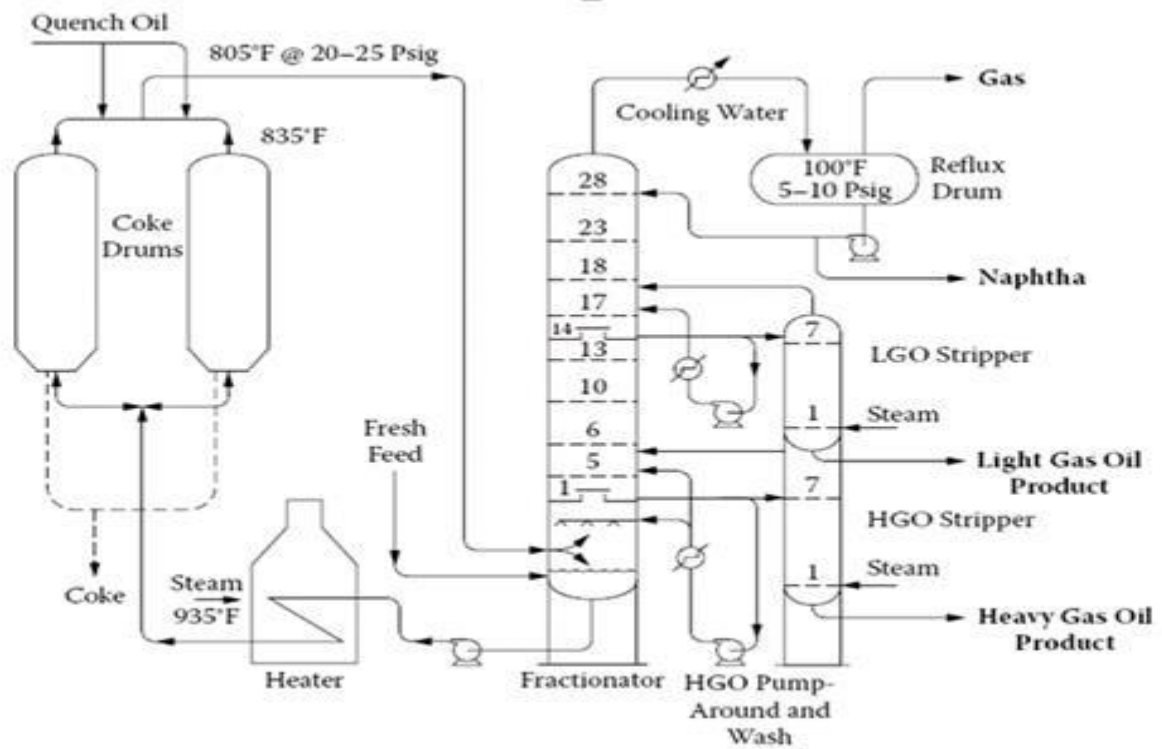 Quench Oil
805°F @ 20–25 Psig
835°F
Coke
Drums
Cooling Water
Gas
100°F
5–10 Psig
Reflux
Drum
Naphtha
28
23
18
17
14
13
10
6
5
1
7
LGO Stripper
1
Steam
Light Gas Oil
Product
7
HGO Stripper
1
Steam
Heavy Gas Oil
Product
Fresh
Feed
Coke
Steam
935°F
Heater
Fractionator
HGO Pump-
Around and
Wash